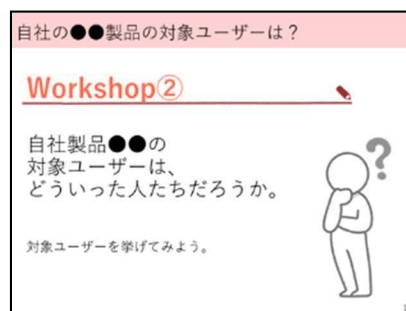 自社の●●製品の対象ユーザーは？
Workshop②
自社製品●●の
対象ユーザーは、
どういった人たちだろうか。
対象ユーザーを挙げてみよう。
?